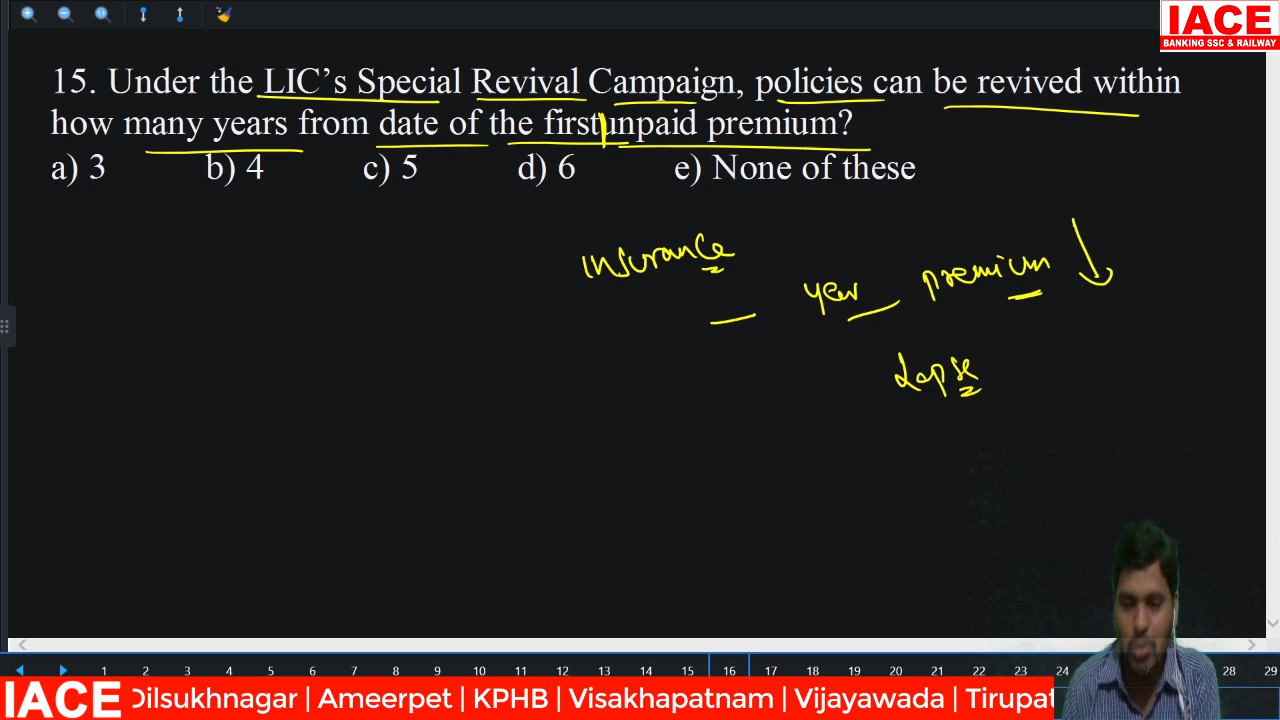 IACE
BANKING SSC & RAILWAY
15. Under the LIC’s Special Revival Campaign, policies can be revived within
how many years from date of the first unpaid premium?
a) 3 b) 4 c) 5 d) 6 e) None of these
insurance
year premium
Lapse
1 2 3 4 5 6 7 8 9 10 11 12 13 14 15 16 17 18 19 20 21 22 23 24 28 29
IACE Dilsukhnagar | Ameerpet | KPHB | Visakhapatnam | Vijayawada | Tirupat